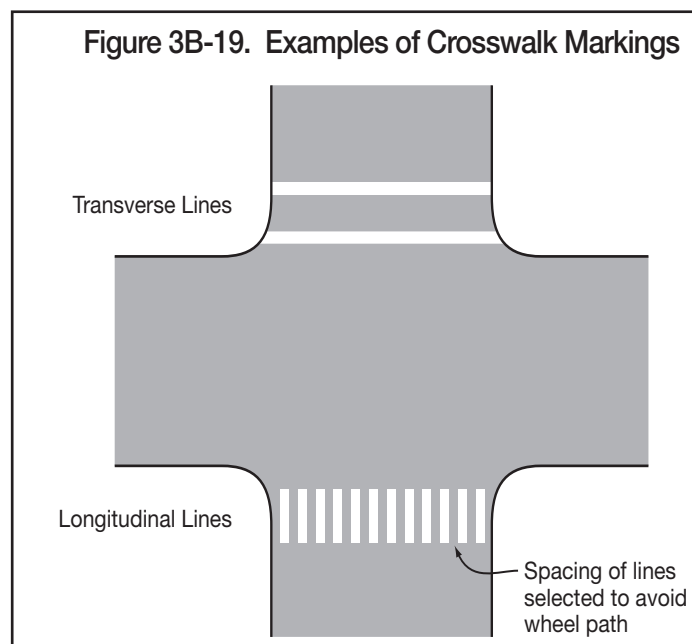 Figure 3B-19. Examples of Crosswalk Markings
Transverse Lines
Longitudinal Lines
Spacing of lines
selected to avoid
wheel path